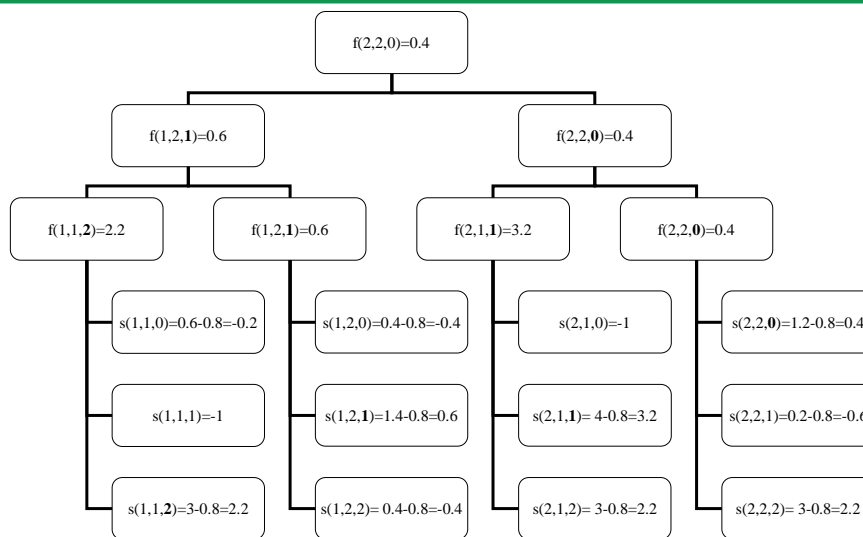 f(2,2,0)=0.4
f(1,2,1)=0.6
f(2,2,0)=0.4
f(1,1,2)=2.2
f(1,2,1)=0.6
f(2,1,1)=3.2
f(2,2,0)=0.4
s(1,1,0)=0.6-0.8=-0.2
s(1,2,0)=0.4-0.8=-0.4
s(2,1,0)=-1
s(2,2,0)=1.2-0.8=0.4
s(1,1,1)=-1
s(1,2,1)=1.4-0.8=0.6
s(2,1,1)= 4-0.8=3.2
s(2,2,1)=0.2-0.8=-0.6
s(1,1,2)=3-0.8=2.2
s(1,2,2)= 0.4-0.8=-0.4
s(2,1,2)= 3-0.8=2.2
s(2,2,2)= 3-0.8=2.2